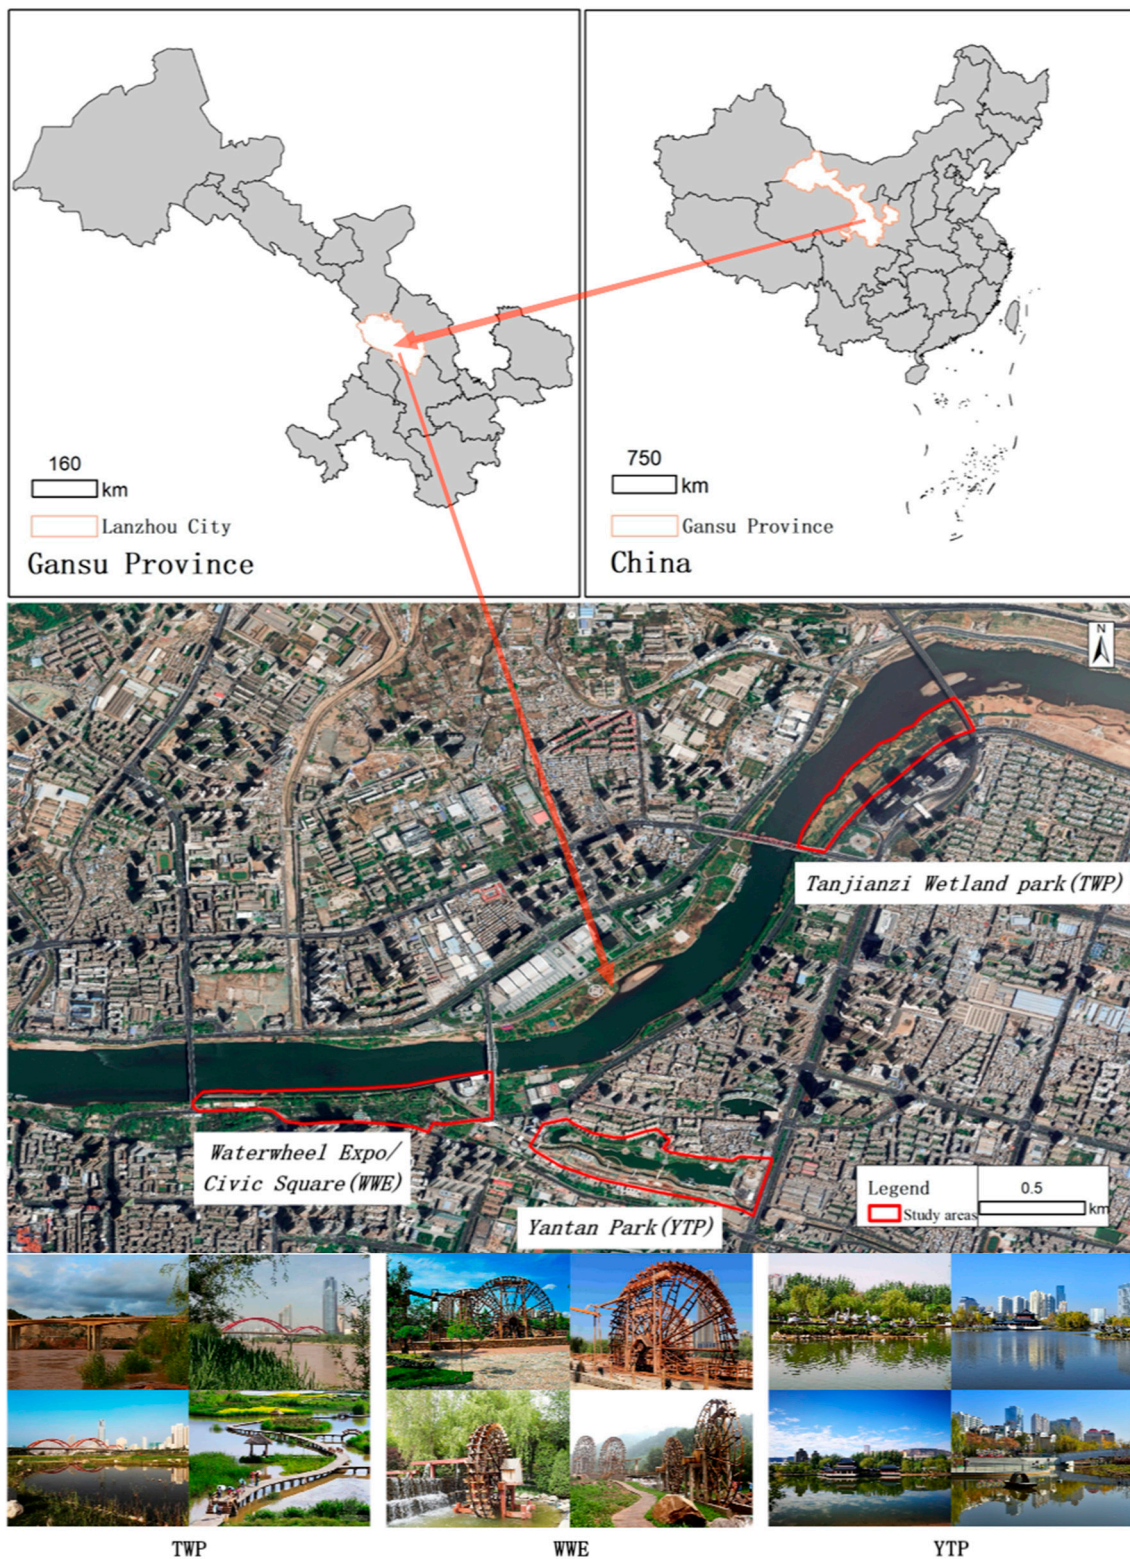 160
km
Lanzhou City
Gansu Province
750
km
Gansu Province
China
N
Tanjianzi Wetland park(TWP)
Waterwheel Expo/
Civic Square(WWE)
Yantan Park(YTP)
Legend
Study areas
0.5
km
TWP
WWE
YTP